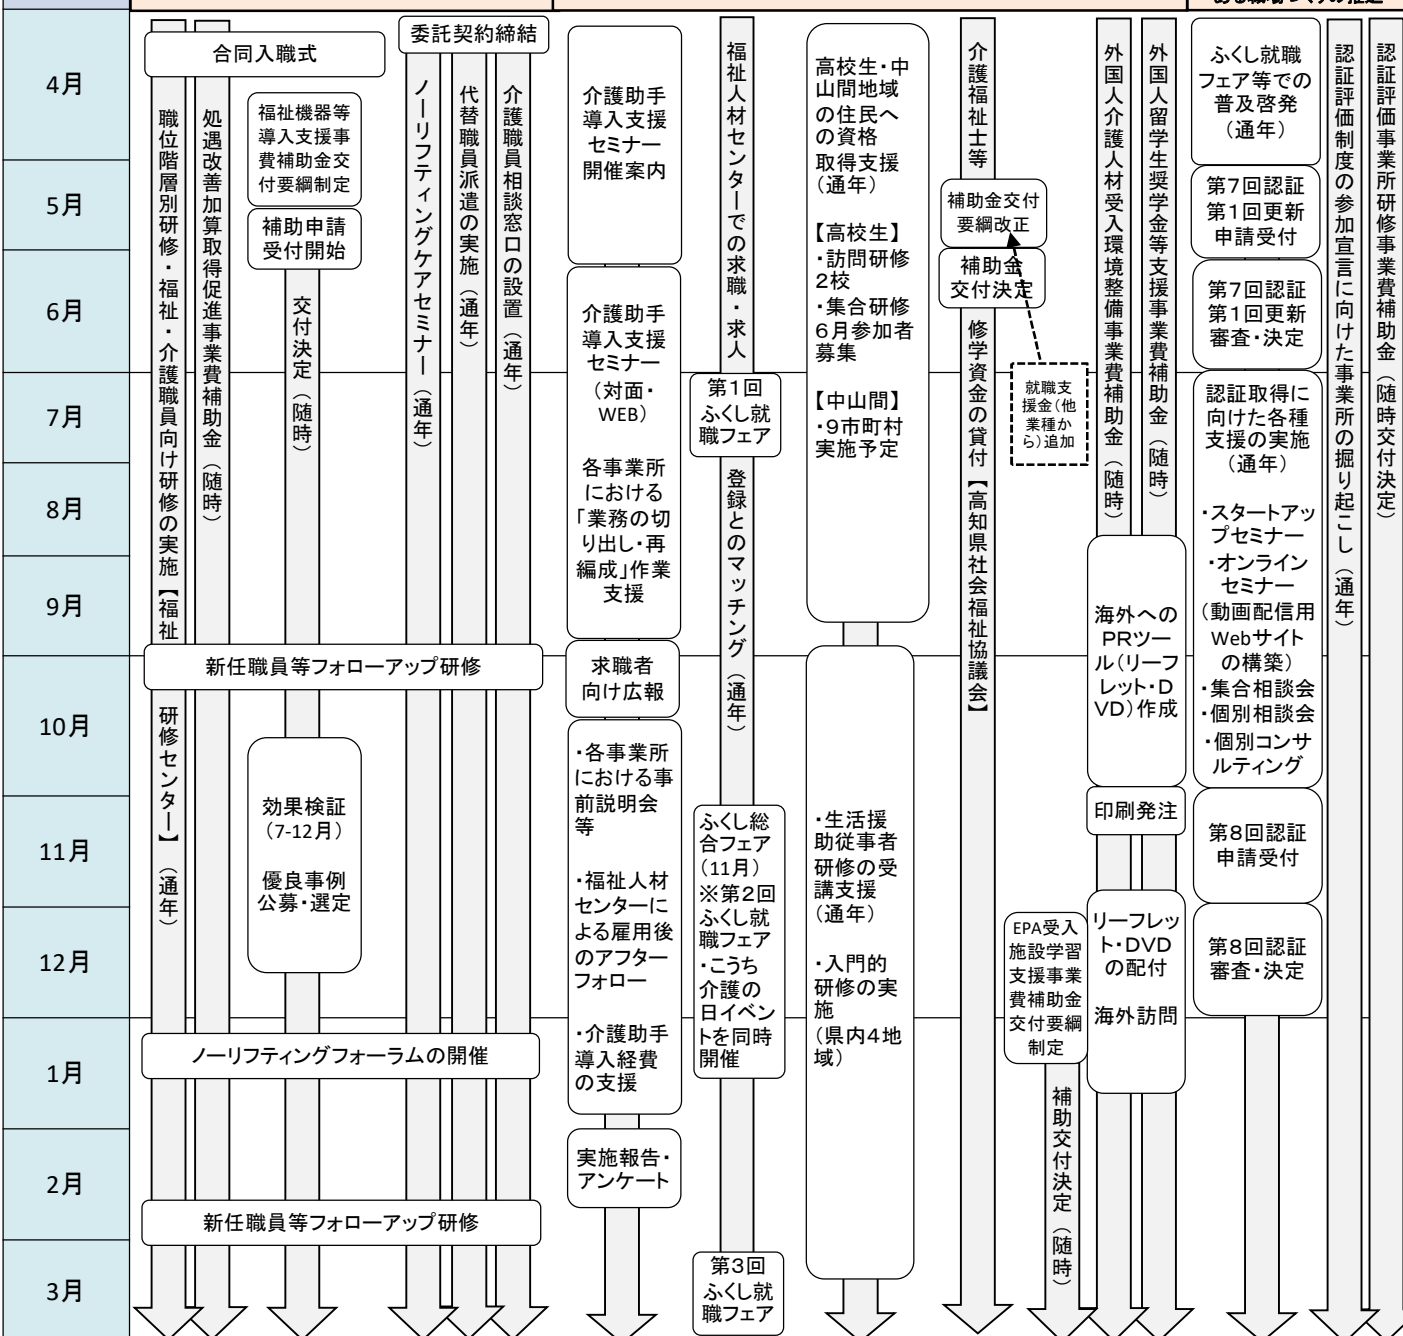 4月
5月
6月
7月
8月
9月
10月
11月
12月
1月
2月
3月
合同入職式
委託契約締結
職位階層別研修・福祉・介護職員向け研修の実施【福祉
研修センター】（通年）
処遇改善加算取得促進事業費補助金（随時）
福祉機器等
導入支援事
費補助金交
付要綱制定
補助申請
受付開始
交付決定（随時）
効果検証
（7-12月）
優良事例
公募・選定
ノーリフティングケアセミナー（通年）
代替職員派遣の実施（通年）
介護職員相談窓口の設置（通年）
新任職員等フォローアップ研修
ノーリフティングフォーラムの開催
新任職員等フォローアップ研修
介護助手
導入支援
セミナー
開催案内
介護助手
導入支援
セミナー
（対面・
WEB）
各事業所
における
「業務の切
り出し・再
編成」作業
支援
求職者
向け広報
・各事業所
における事
前説明会
等
・福祉人材
センターに
よる雇用後
のアフター
フォロー
・介護助手
導入経費
の支援
実施報告・
アンケート
福祉人材センターでの求職・求人
第1回
ふくし就
職フェア
登録とのマッチング（通年）
ふくし総
合フェア
（11月）
※第2回
ふくし就
職フェア
・こうち
介護の
日イベン
トを同時
開催
第3回
ふくし就
職フェア
高校生・中
山間地域
の住民へ
の資格
取得支援
（通年）
【高校生】
・訪問研修
2校
・集合研修
6月参加者
募集
【中山間】
・9市町村
実施予定
・生活援
助従事者
研修の受
講支援
（通年）
・入門的
研修の実
施
（県内4地
域）
介護福祉士等
補助金交付
要綱改正
補助金
交付決定
修学資金の貸付【高知県社会福祉協議会】
就職支
援金（他
業種か
ら）追加
EPA受入
施設学習
支援事業
費補助金
交付要綱
制定
補助交付決定（随時）
外国人介護人材受入環境整備事業費補助金（随時）
外国人留学生奨学金等支援事業費補助金（随時）
海外への
PRツー
ル（リーフ
レット・D
VD）作成
印刷発注
リーフレッ
ト・DVD
の配付
海外訪問
ふくし就職
フェア等での
普及啓発
（通年）
第7回認証
第1回更新
申請受付
第7回認証
第1回更新
審査・決定
認証取得に
向けた各種
支援の実施
（通年）
・スタートアッ
プセミナー
・オンライン
セミナー
（動画配信用
Webサイト
の構築）
・集合相談会
・個別相談会
・個別コンサ
ルティング
第8回認証
申請受付
第8回認証
審査・決定
認証評価制度の参加宣言に向けた事業所の掘り起こし（通年）
認証評価事業所研修事業費補助金（随時交付決定）